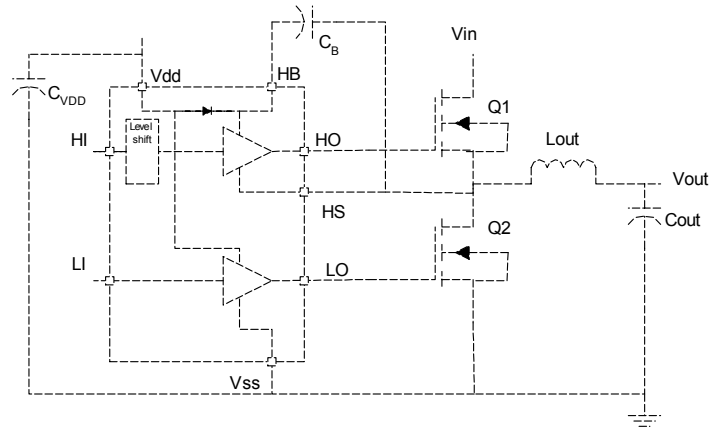 C_B
Vin
Vdd
HB
C_VDD
Q1
Level
shift
HI
HO
Lout
Vout
HS
Cout
Q2
LI
LO
Vss